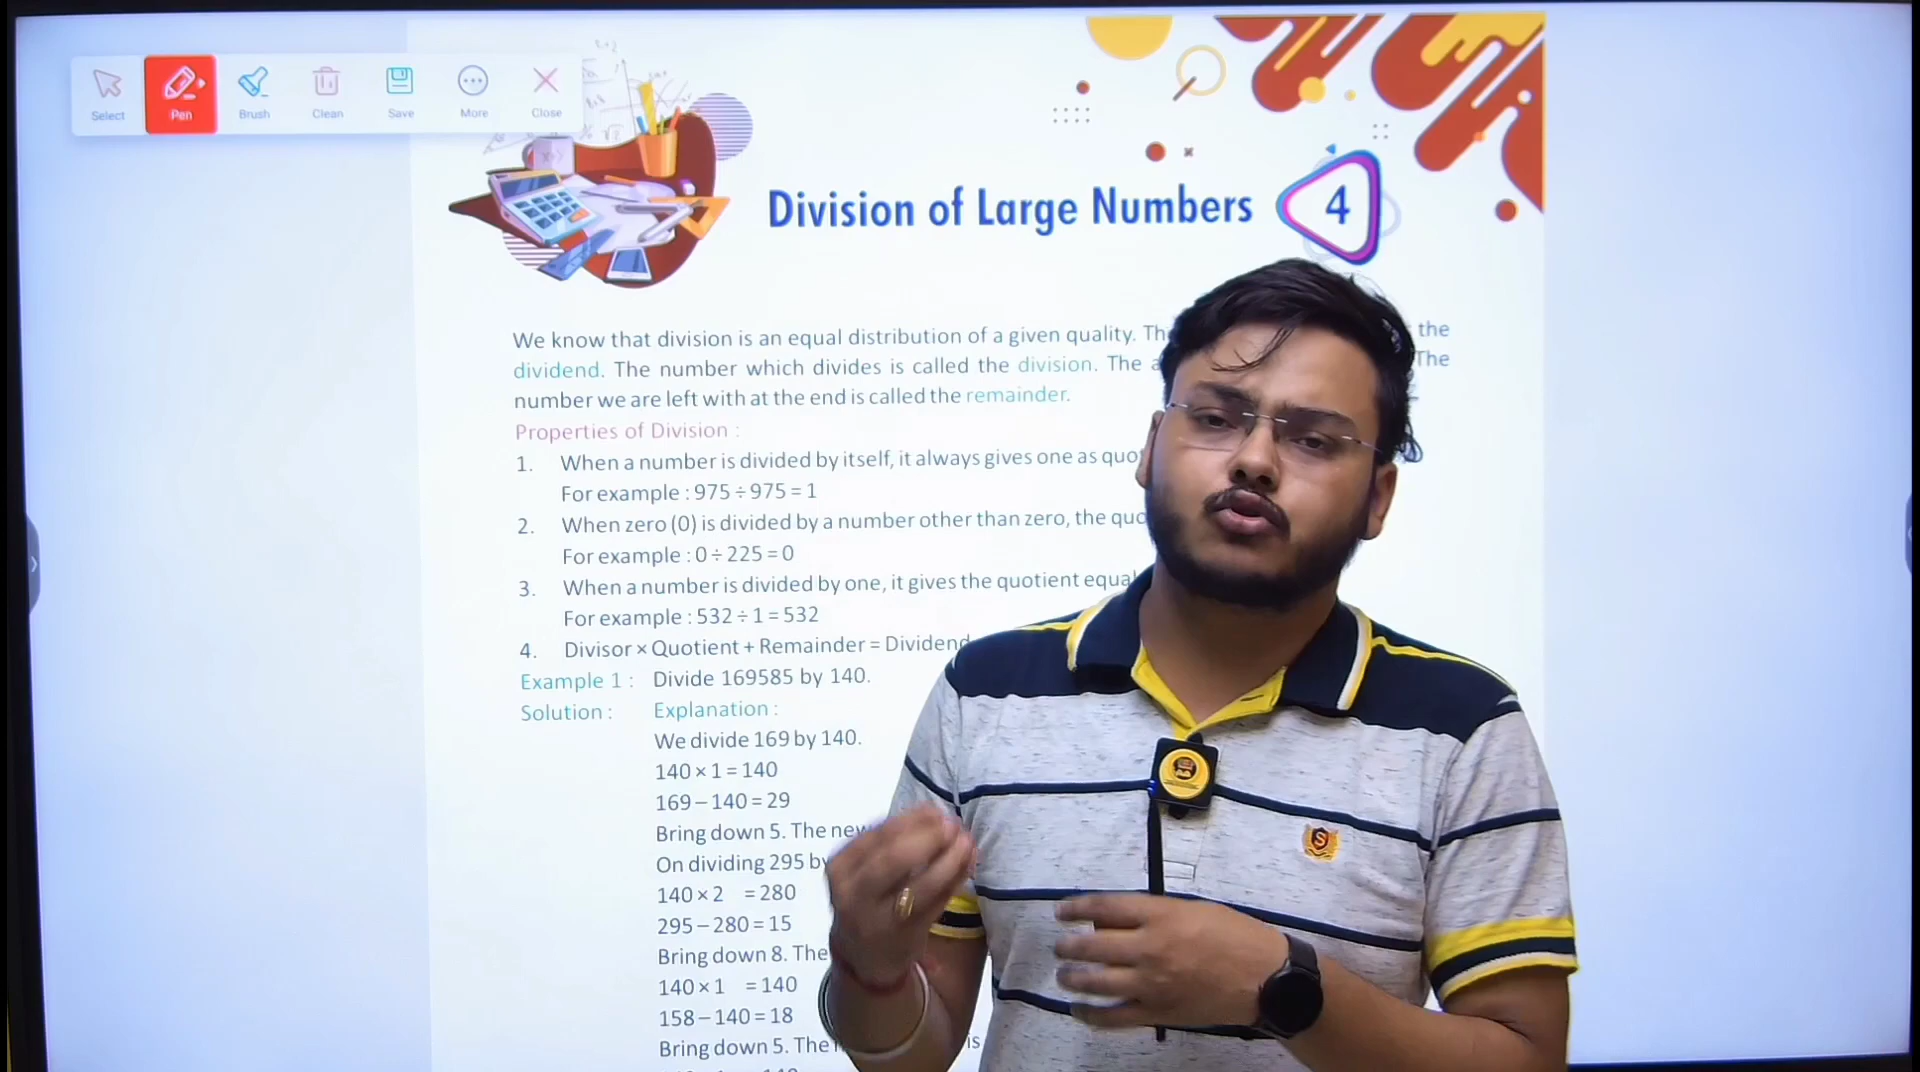 Select Pen Brush Clean Save More Close
Division of Large Numbers 4
We know that division is an equal distribution of a given quality. the
dividend. The number which divides is called the division. The The
number we are left with at the end is called the remainder.
Properties of Division :
1. When a number is divided by itself, it always gives one as
For example : 975 ÷ 975 = 1
2. When zero (0) is divided by a number other than zero, the
For example : 0 ÷ 225 = 0
3. When a number is divided by one, it gives the quotient equal
For example : 532 ÷ 1 = 532
4. Divisor × Quotient + Remainder = Dividend
Example 1 : Divide 169585 by 140.
Solution : Explanation :
We divide 169 by 140.
140 × 1 = 140
169 – 140 = 29
Bring down 5. The new
On dividing 295 by
140 × 2 = 280
295 – 280 = 15
Bring down 8. The
140 × 1 = 140
158 – 140 = 18
Bring down 5. The is
S